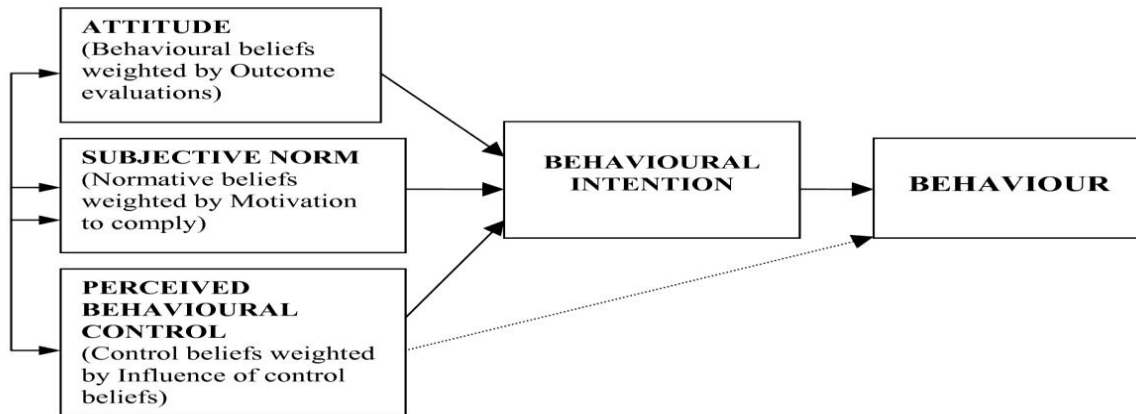 ATTITUDE
(Behavioural beliefs
weighted by Outcome
evaluations)
SUBJECTIVE NORM
(Normative beliefs
weighted by Motivation
to comply)
PERCEIVED
BEHAVIOURAL
CONTROL
(Control beliefs weighted
by Influence of control
beliefs)
BEHAVIOURAL
INTENTION
BEHAVIOUR